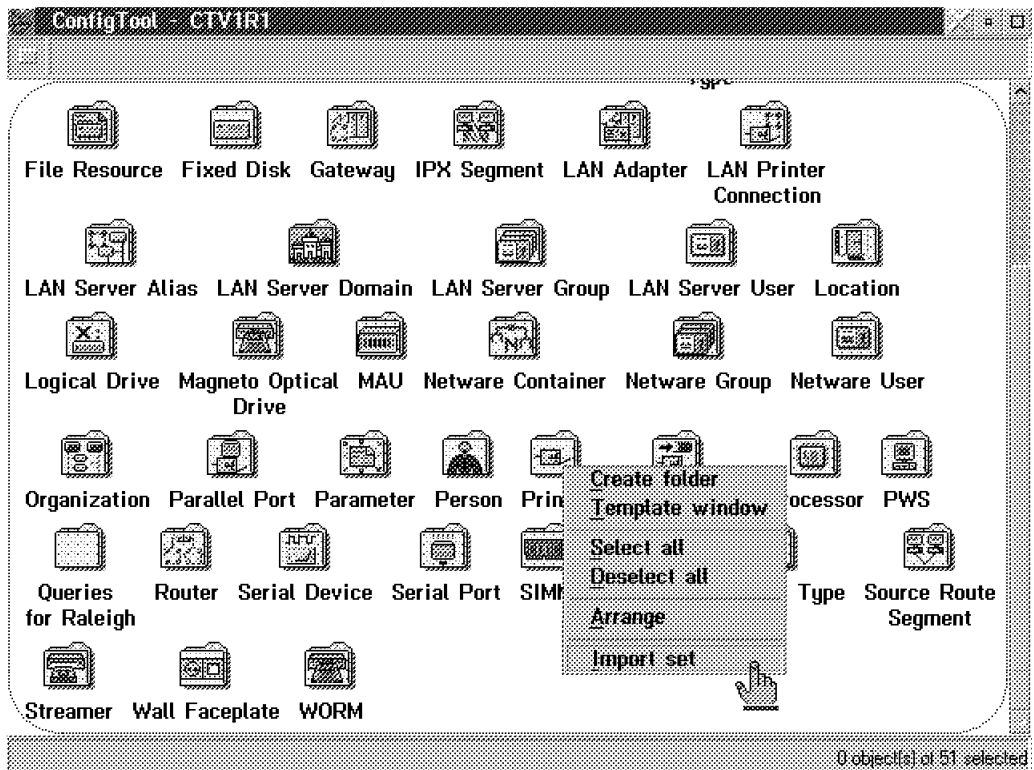 ConfigTool - CTV1R1
File Resource Fixed Disk Gateway IPX Segment LAN Adapter LAN Printer
Connection
LAN Server Alias LAN Server Domain LAN Server Group LAN Server User Location
Logical Drive Magneto Optical MAU Netware Container Netware Group Netware User
Drive
Organization Parallel Port Parameter Person Prin ocessor PWS
Create folder
Template window
Select all
Deselect all
Arrange
Import set
Queries Router Serial Device Serial Port SIMM Type Source Route
for Raleigh Segment
Streamer Wall Faceplate WORM
0 object(s) of 51 selected